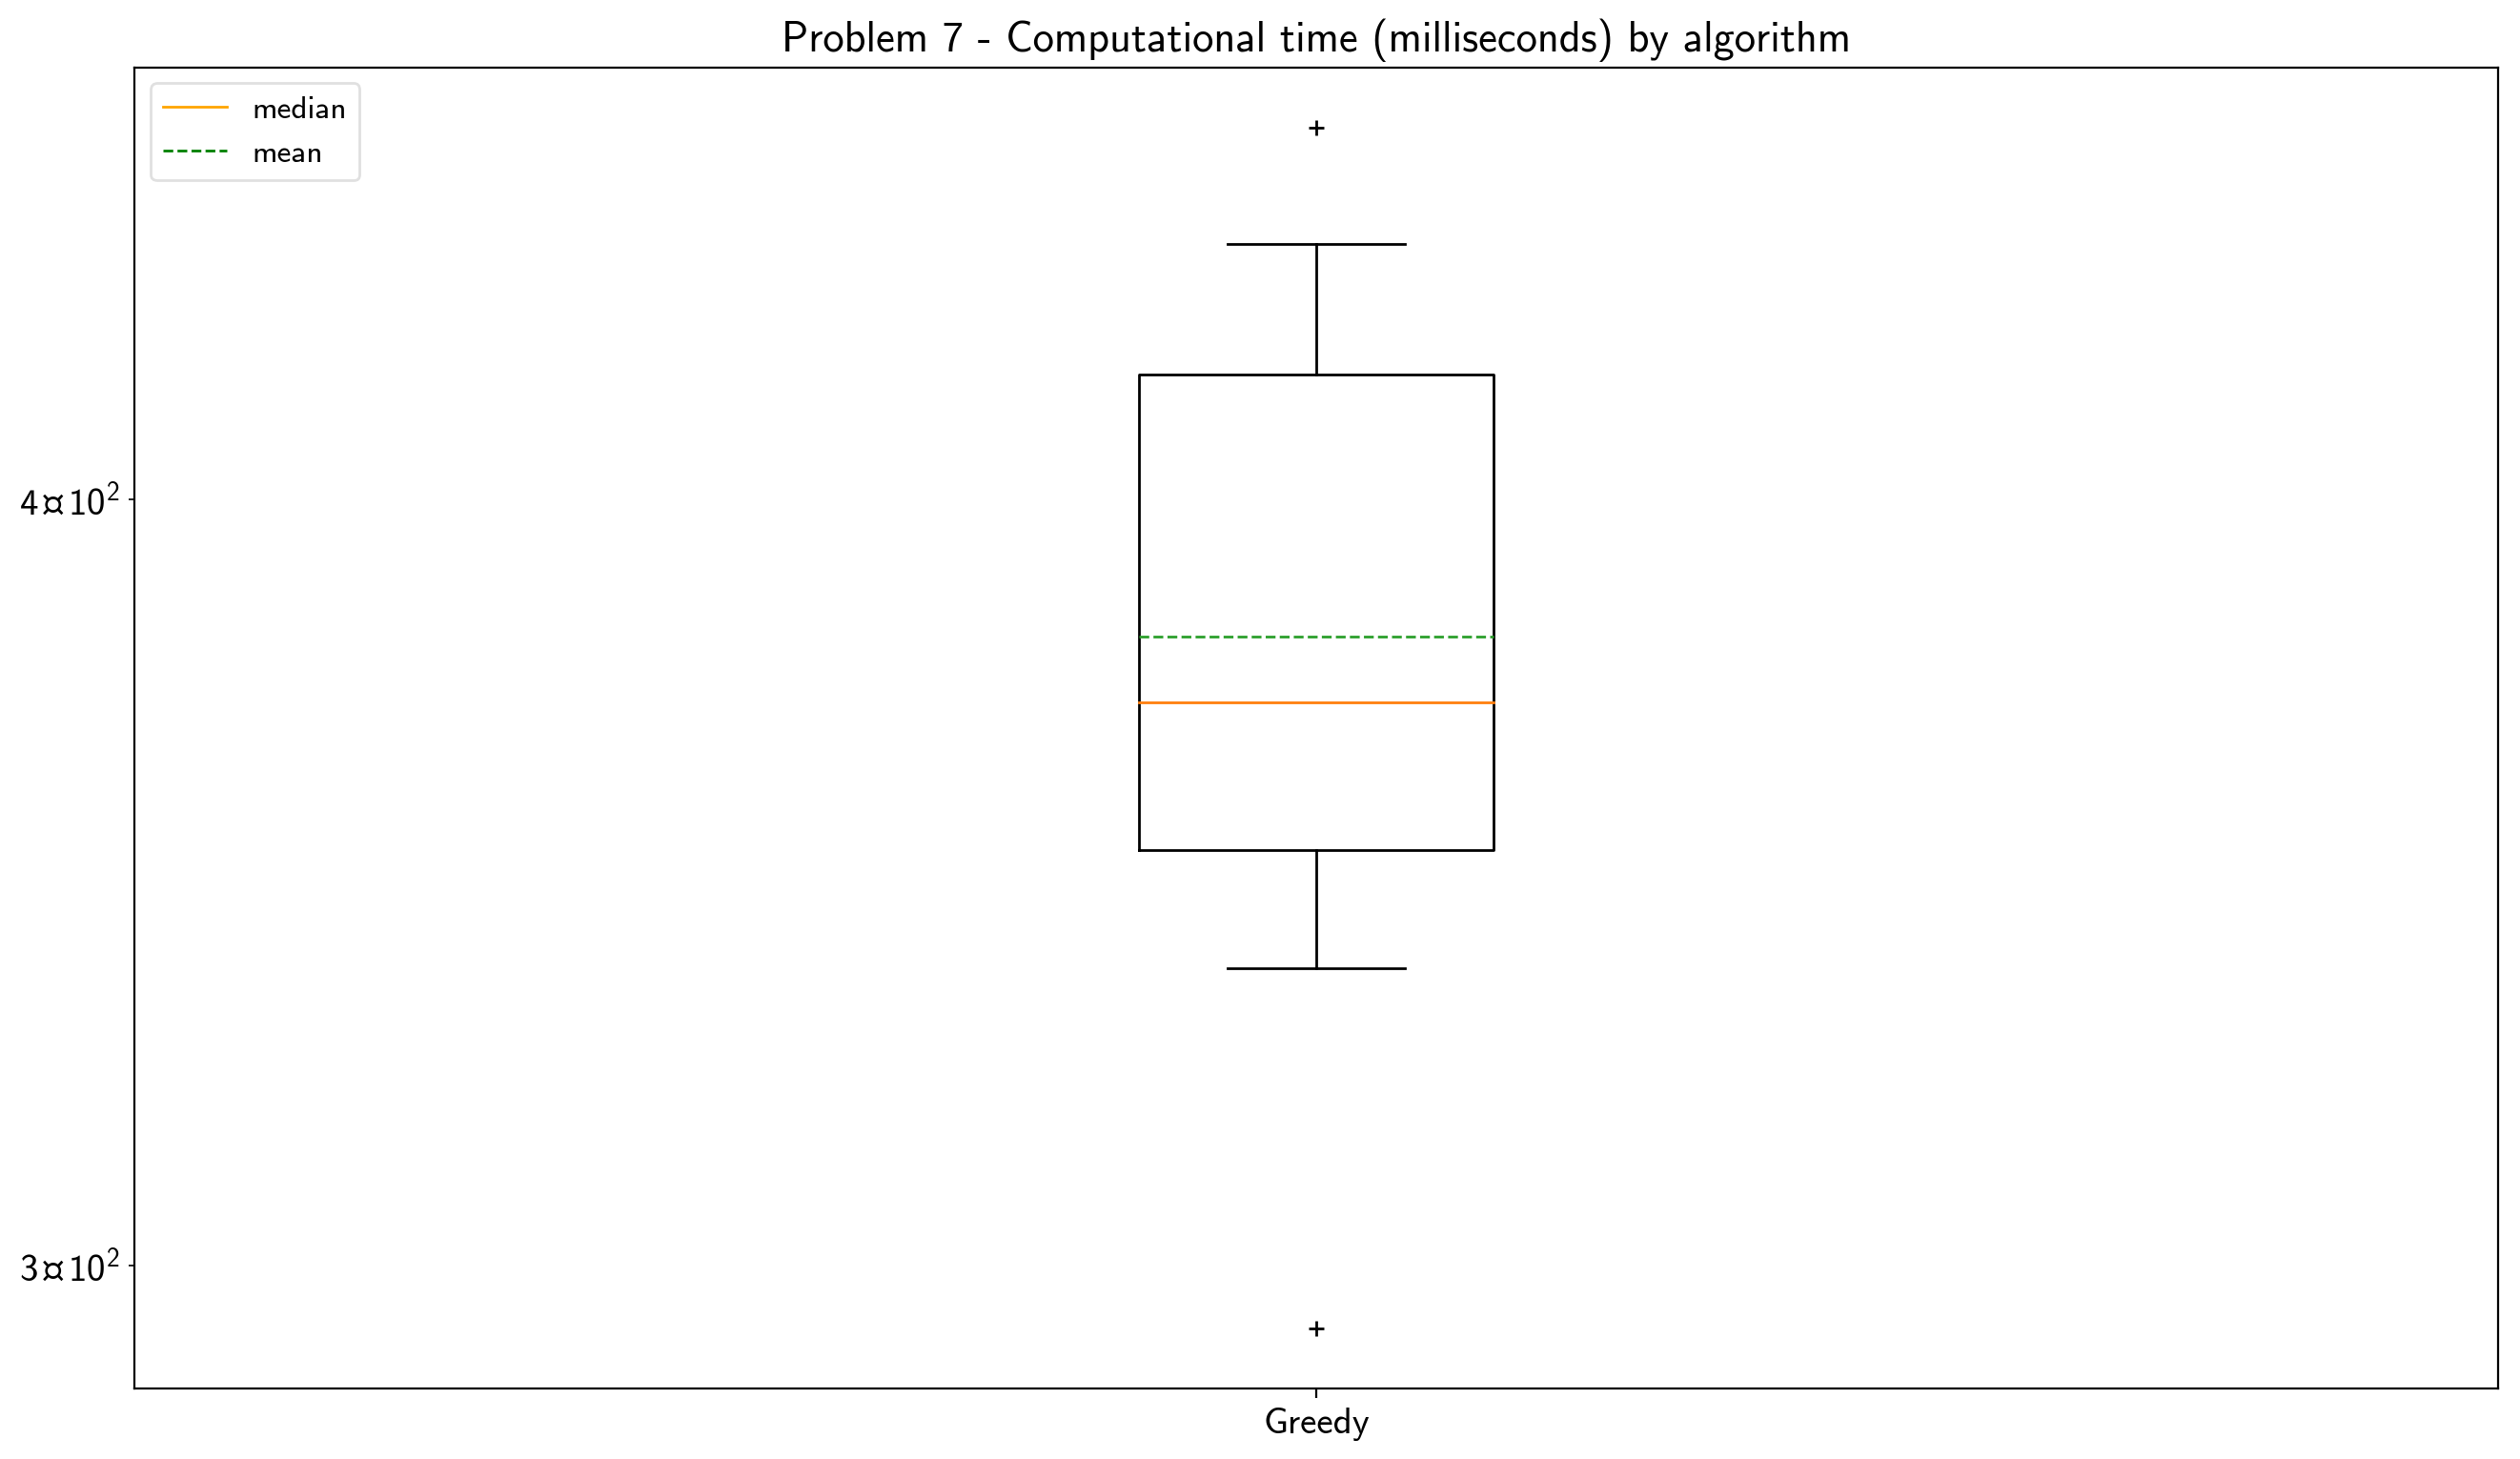 Problem 7 - Computational time (milliseconds) by algorithm
median
mean
4¤10²
3¤10²
Greedy